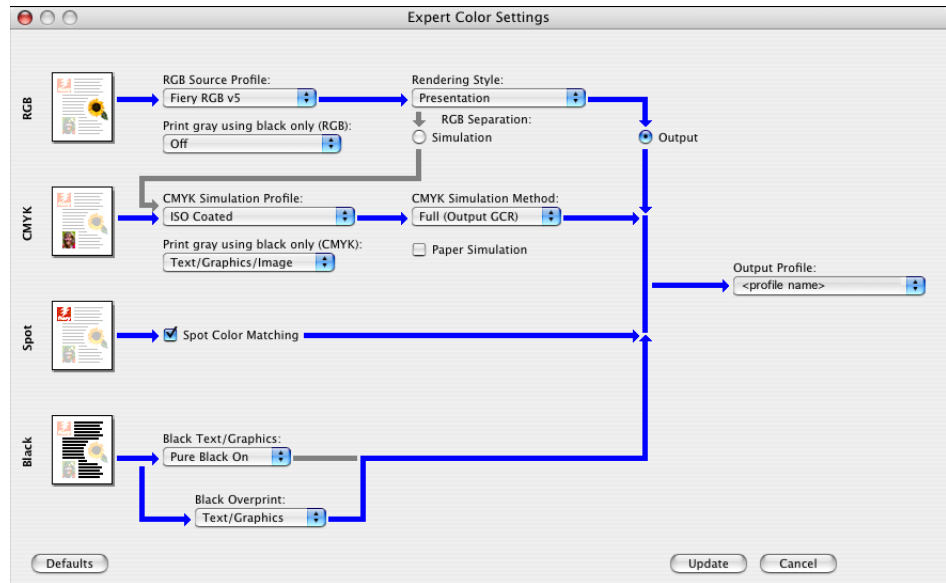 Expert Color Settings
RGB
RGB Source Profile:
Fiery RGB v5
Rendering Style:
Presentation
Print gray using black only (RGB):
Off
RGB Separation:
Simulation
Output
CMYK
CMYK Simulation Profile:
ISO Coated
CMYK Simulation Method:
Full (Output GCR)
Print gray using black only (CMYK):
Text/Graphics/Image
Paper Simulation
Output Profile:
<profile name>
Spot
Spot Color Matching
Black
Black Text/Graphics:
Pure Black On
Black Overprint:
Text/Graphics
Defaults
Update
Cancel